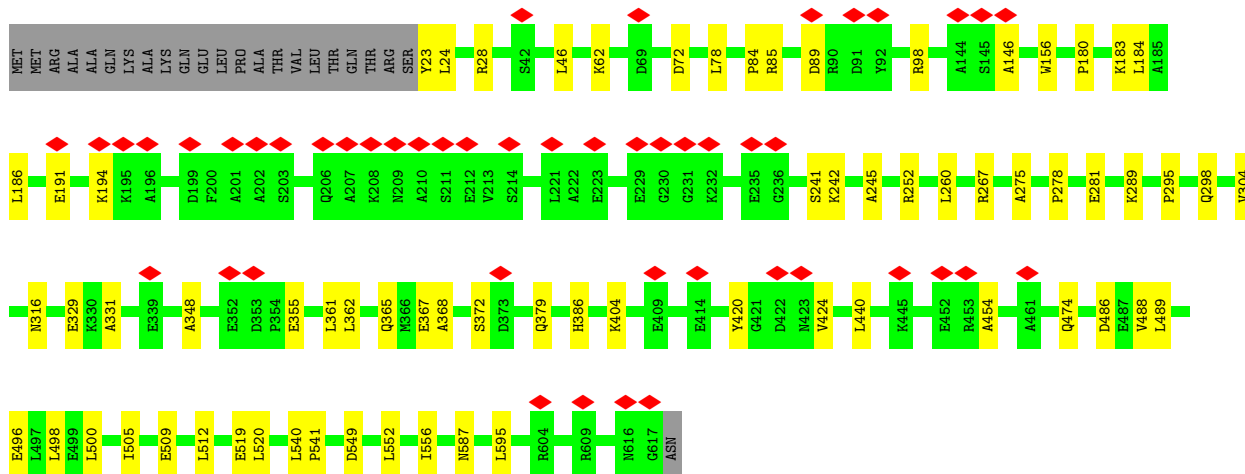 MET MET ARG ALA ALA ALA GLN LYS ALA LYS GLN GLU LEU PRO ALA THR VAL LEU THR GLN THR ARG SER Y23 L24 R28 S42 L46 K62 D69 D72 L78 P84 R85 D89 R90 D91 Y92 R98 A144 S145 A146 W156 P180 K183 L184 A185
L186 E191 K194 K195 A196 D199 F200 A201 A202 S203 Q206 A207 K208 N209 A210 S211 E212 V213 S214 L221 A222 E223 E229 G230 G231 K232 E235 G236 S241 K242 A245 R252 L260 R267 A275 P278 E281 K289 P295 Q298 V304
N316 E329 K330 A331 E339 A348 E352 D353 P354 E355 L361 L362 Q365 M366 E367 A368 S372 D373 Q379 H386 K404 E409 E414 Y420 G421 D422 N423 V424 L440 K445 E452 R453 A454 A461 Q474 D486 E487 V488 L489
E496 L497 L498 E499 L500 I505 E509 L512 E519 L520 L540 P541 D549 L552 I556 N587 L595 R604 R609 N616 G617 ASN